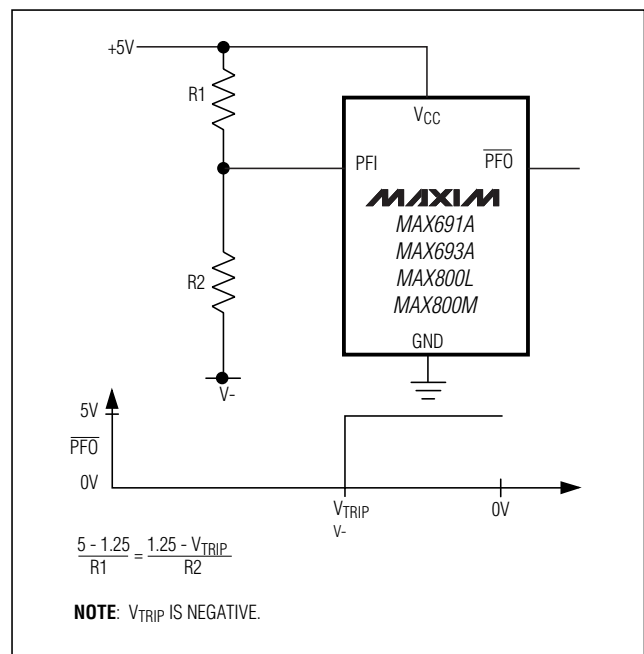 +5V
R1
VCC
PFI
PFO
MAXIM
MAX691A
MAX693A
R2
MAX800L
MAX800M
GND
V-
5V
PFO
0V
VTRIP
0V
V-
5 - 1.25
R1
=
1.25 - VTRIP
R2
NOTE: VTRIP IS NEGATIVE.